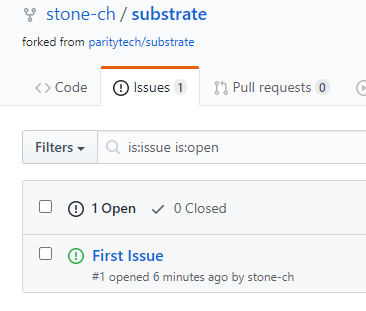 stone-ch / substrate
forked from paritytech/substrate
Code Issues 1 Pull requests 0
Filters is:issue is:open
1 Open 0 Closed
First Issue
#1 opened 6 minutes ago by stone-ch